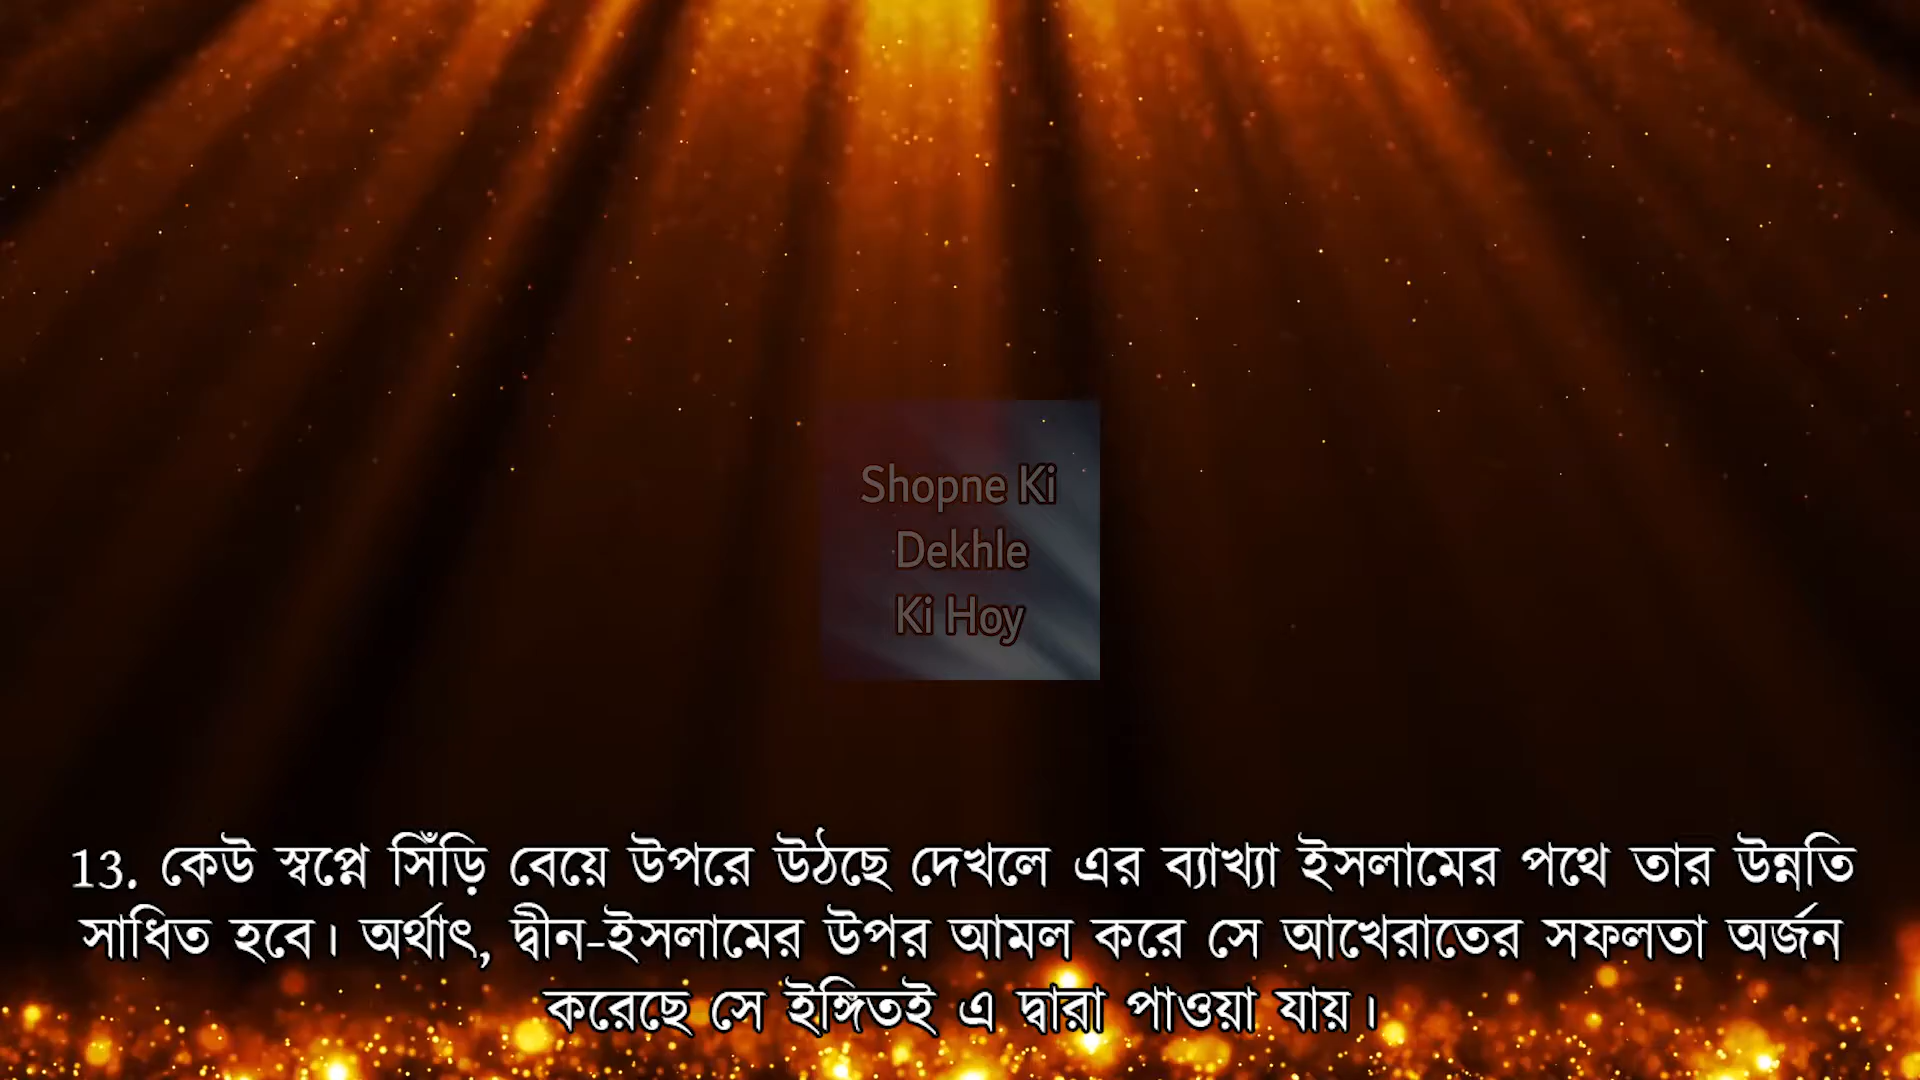 Shopne Ki
Dekhle
Ki Hoy
13. কেউ স্বপ্নে সিঁড়ি বেয়ে উপরে উঠছে দেখলে এর ব্যাখ্যা ইসলামের পথে তার উন্নতি
সাধিত হবে। অর্থাৎ, দ্বীন-ইসলামের উপর আমল করে সে আখেরাতের সফলতা অর্জন
করেছে সে ইঙ্গিতই এ দ্বারা পাওয়া যায়।